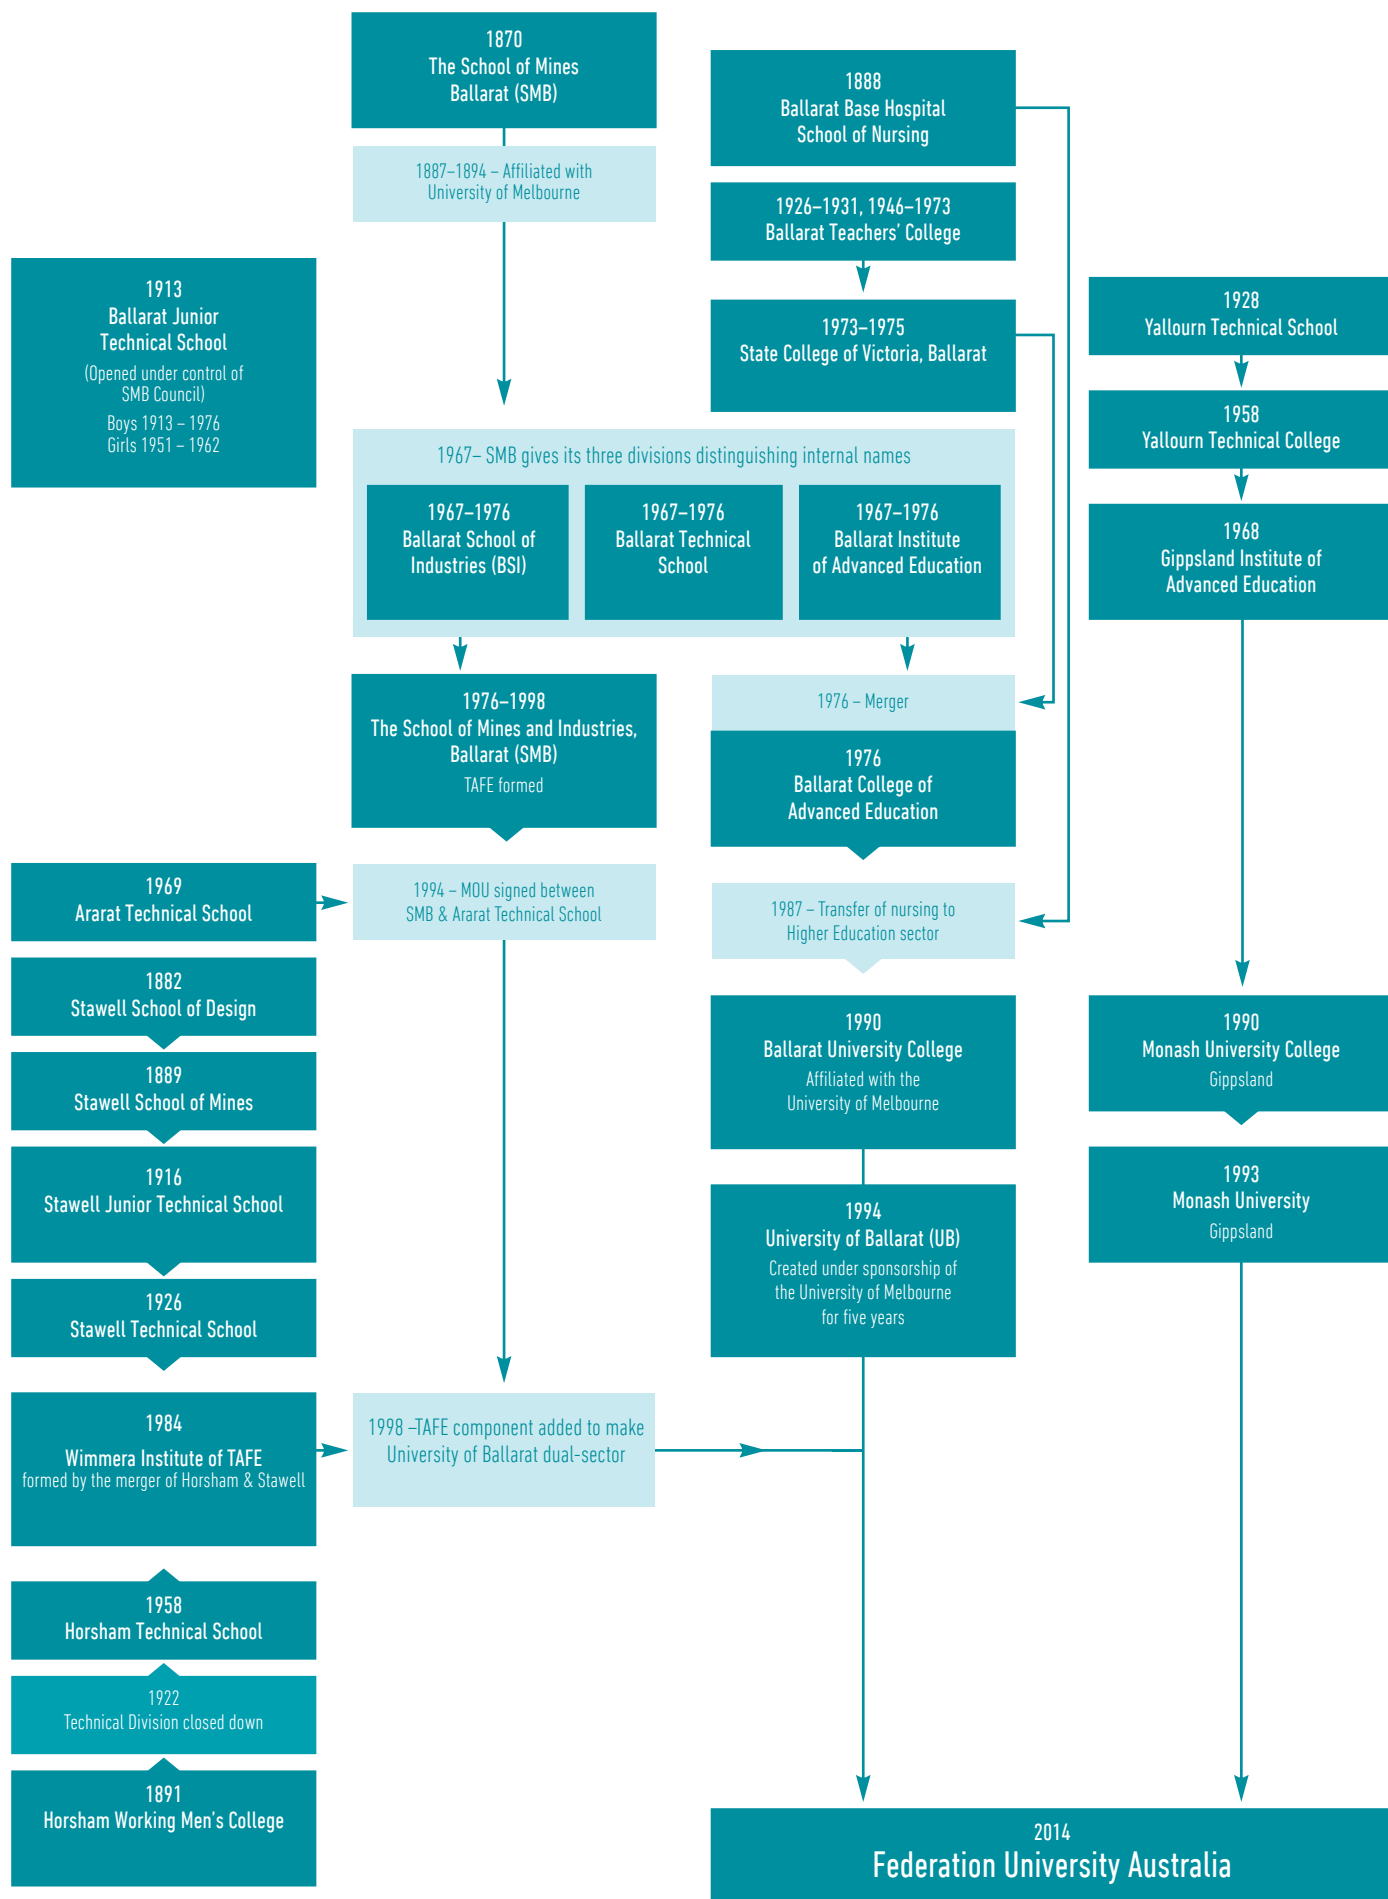 1870
The School of Mines
Ballarat (SMB)
1887–1894 – Affiliated with
University of Melbourne
1888
Ballarat Base Hospital
School of Nursing
1926–1931, 1946–1973
Ballarat Teachers’ College
1973–1975
State College of Victoria, Ballarat
1913
Ballarat Junior
Technical School
(Opened under control of
SMB Council)
Boys 1913 – 1976
Girls 1951 – 1962
1928
Yallourn Technical School
1958
Yallourn Technical College
1968
Gippsland Institute of
Advanced Education
1967– SMB gives its three divisions distinguishing internal names
1967–1976
Ballarat School of
Industries (BSI)
1967–1976
Ballarat Technical
School
1967–1976
Ballarat Institute
of Advanced Education
1976–1998
The School of Mines and Industries,
Ballarat (SMB)
TAFE formed
1976 – Merger
1976
Ballarat College of
Advanced Education
1969
Ararat Technical School
1994 – MOU signed between
SMB & Ararat Technical School
1987 – Transfer of nursing to
Higher Education sector
1882
Stawell School of Design
1889
Stawell School of Mines
1916
Stawell Junior Technical School
1926
Stawell Technical School
1990
Ballarat University College
Affiliated with the
University of Melbourne
1990
Monash University College
Gippsland
1994
University of Ballarat (UB)
Created under sponsorship of
the University of Melbourne
for five years
1993
Monash University
Gippsland
1984
Wimmera Institute of TAFE
formed by the merger of Horsham & Stawell
1998 –TAFE component added to make
University of Ballarat dual-sector
1958
Horsham Technical School
1922
Technical Division closed down
1891
Horsham Working Men’s College
2014
Federation University Australia